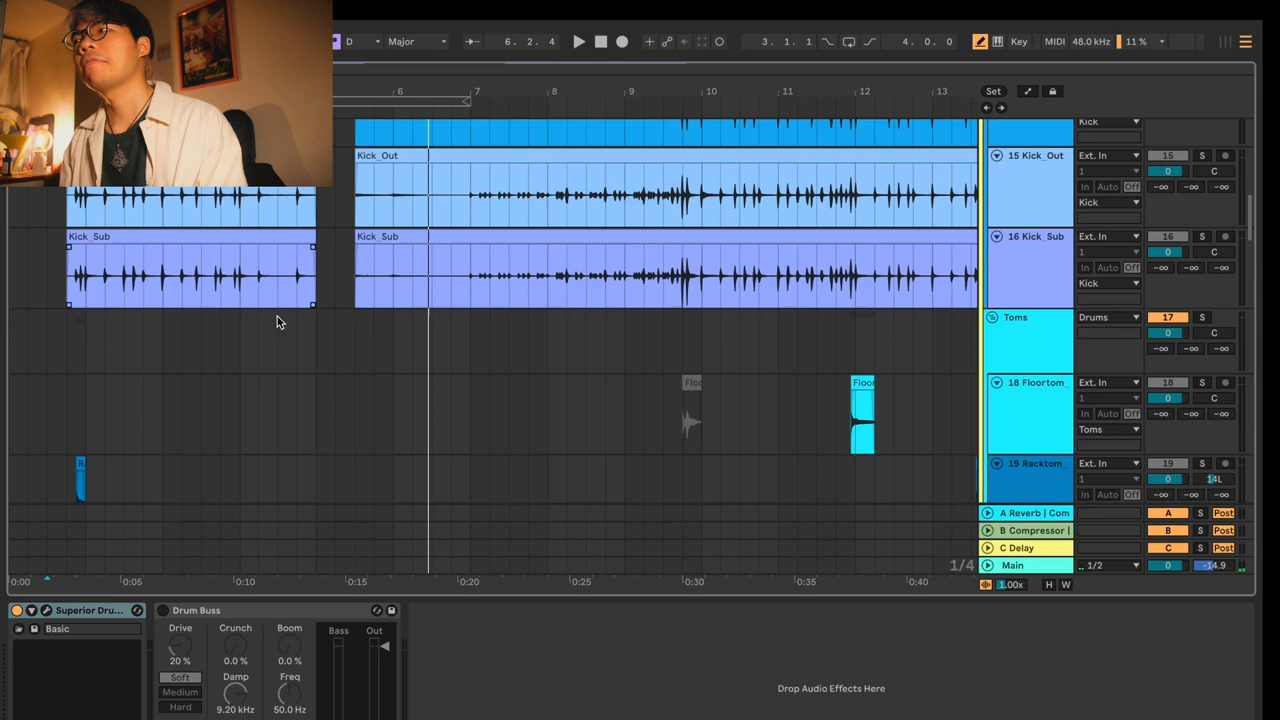 D Major 6. 2. 4 3. 1. 1 4. 0. 0 Key MIDI 48.0 kHz 11 %
6 7 8 9 10 11 12 13 Set
Kick
Kick_Out 15 Kick_Out Ext. In 15 S
1 0 C
In Auto Off -∞ -∞ -∞
Kick
Kick_Sub Kick_Sub 16 Kick_Sub Ext. In 16 S
1 0 C
In Auto Off -∞ -∞ -∞
Kick
Toms Drums 17 S
0 C
-∞ -∞ -∞
Floo Floor 18 Floortom_ Ext. In 18 S
1 0 C
In Auto Off -∞ -∞ -∞
Toms
R 19 Racktom_ Ext. In 19 S
1 0 14L
In Auto Off -∞ -∞ -∞
A Reverb | Com A S Post
B Compressor | B S Post
C Delay C S Post
1/4 Main 1/2 0 -14.9
0:00 0:05 0:10 0:15 0:20 0:25 0:30 0:35 0:40 1.00x H W
Superior Dru... Drum Buss
Basic Drive Crunch Boom Bass Out
20 % 0.0 % 0.0 %
Soft Damp Freq
Medium
Hard 9.20 kHz 50.0 Hz
Drop Audio Effects Here